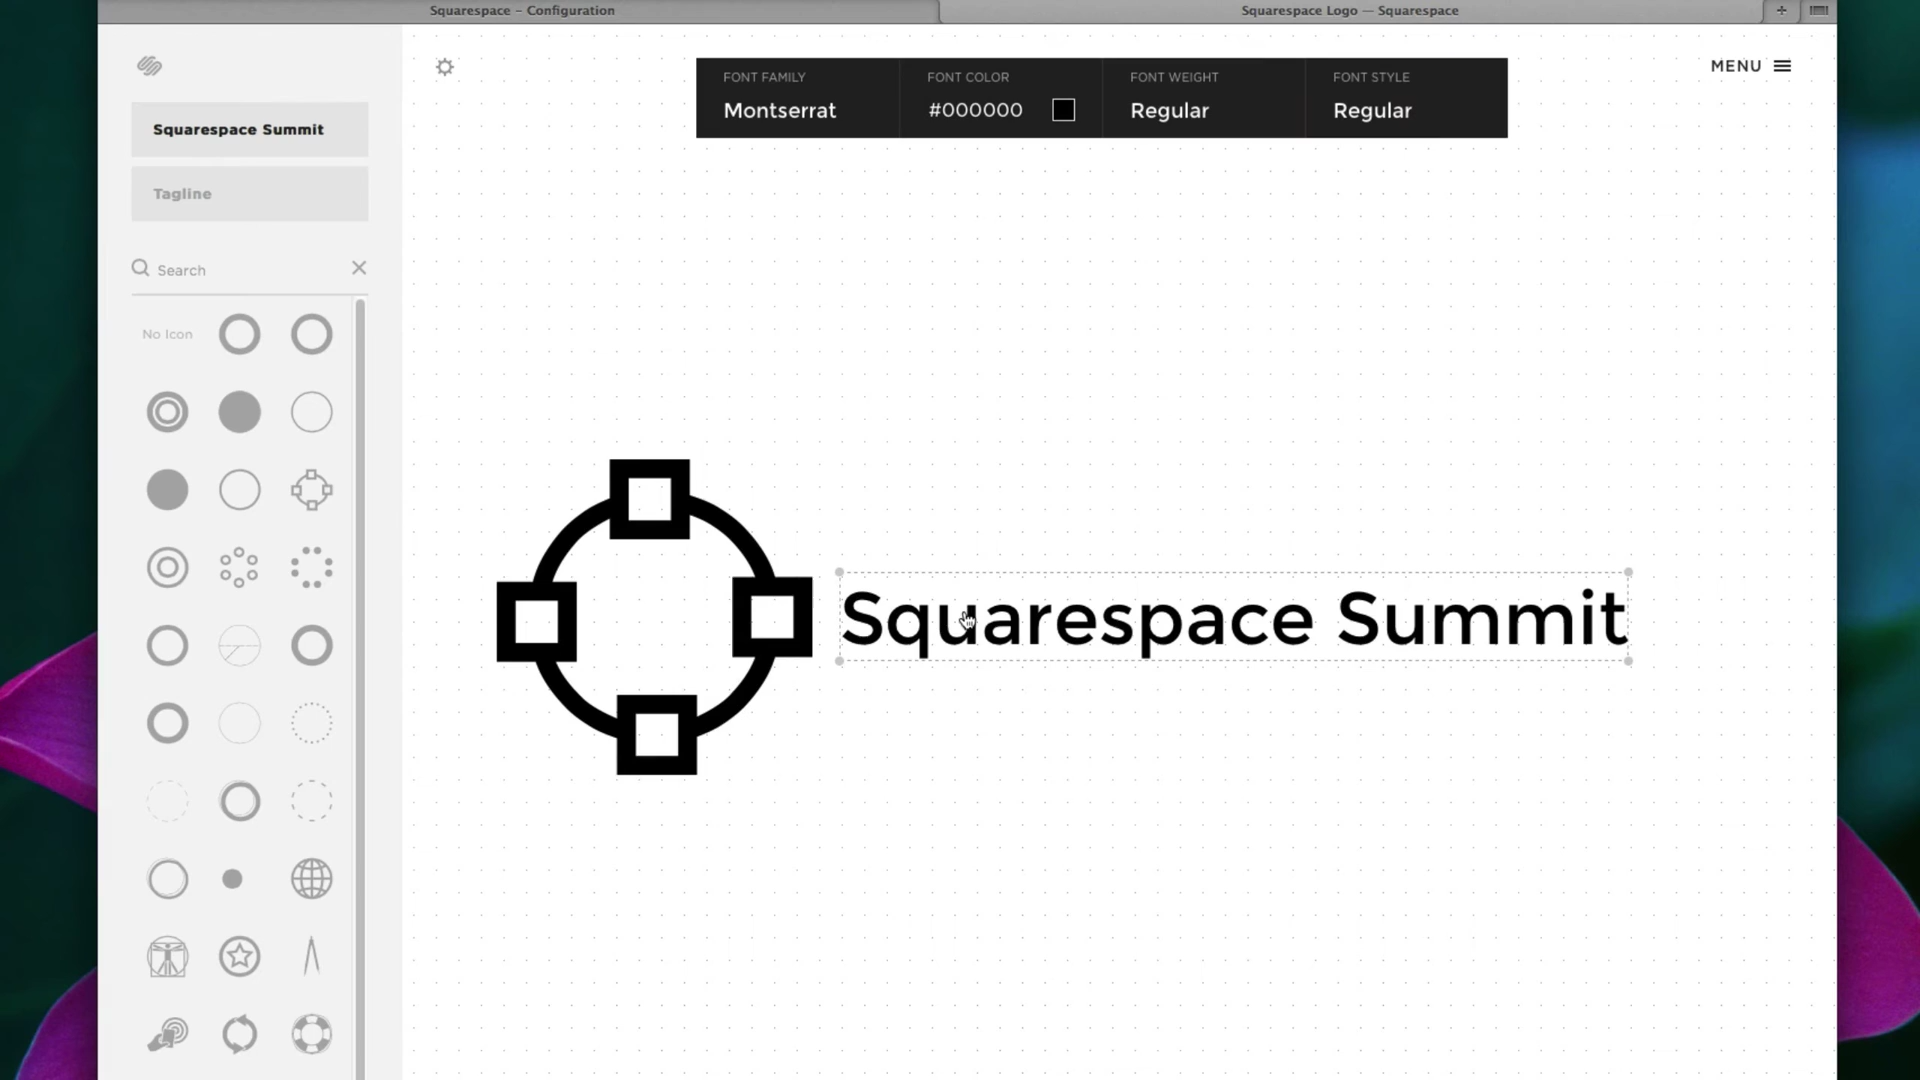 Squarespace - Configuration
Squarespace Logo — Squarespace
Squarespace Summit
Tagline
Search
No Icon
FONT FAMILY
Montserrat
FONT COLOR
#000000
FONT WEIGHT
Regular
FONT STYLE
Regular
MENU
Squarespace Summit